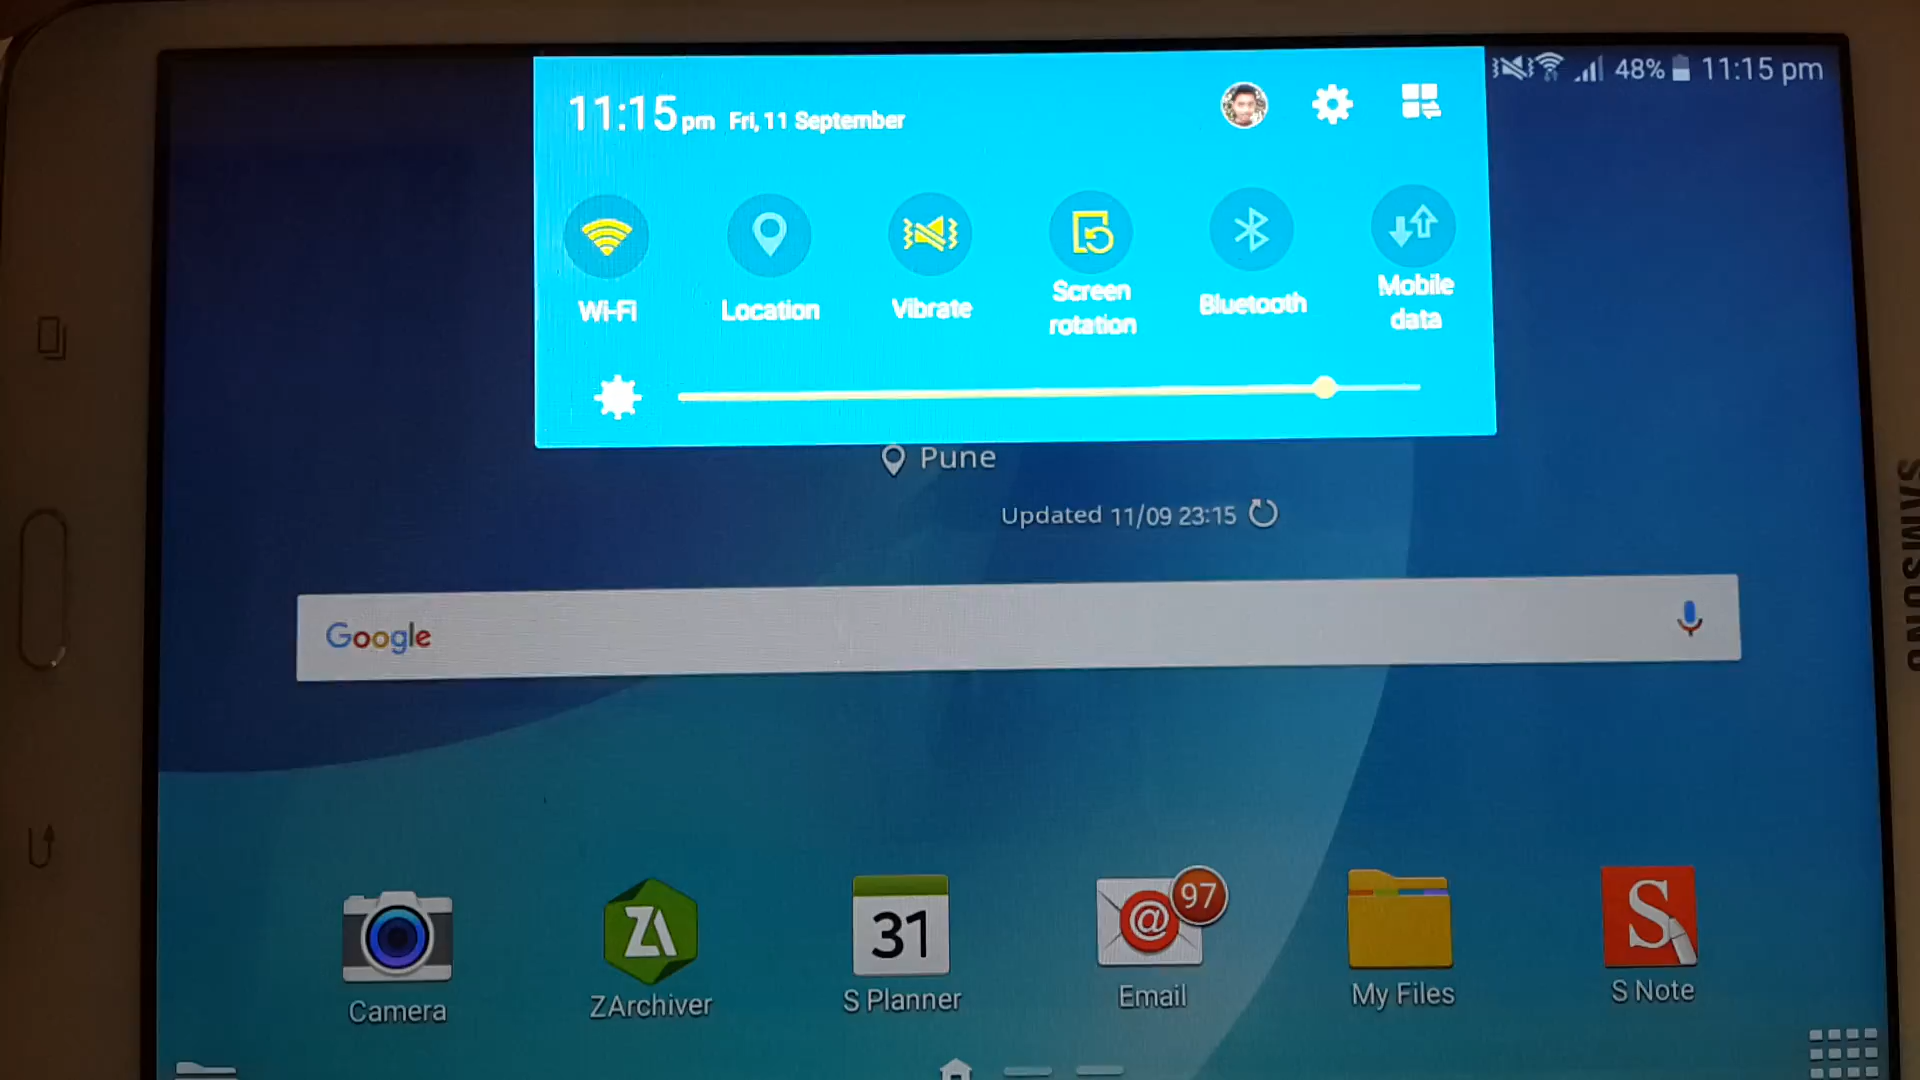 11:15 pm Fri, 11 September
48% 11:15 pm
Wi-Fi
Location
Vibrate
Screen
rotation
Bluetooth
Mobile
data
Pune
Updated 11/09 23:15
Google
SAMSUNG
31
97
@
ZA
S
Camera
ZArchiver
S Planner
Email
My Files
S Note